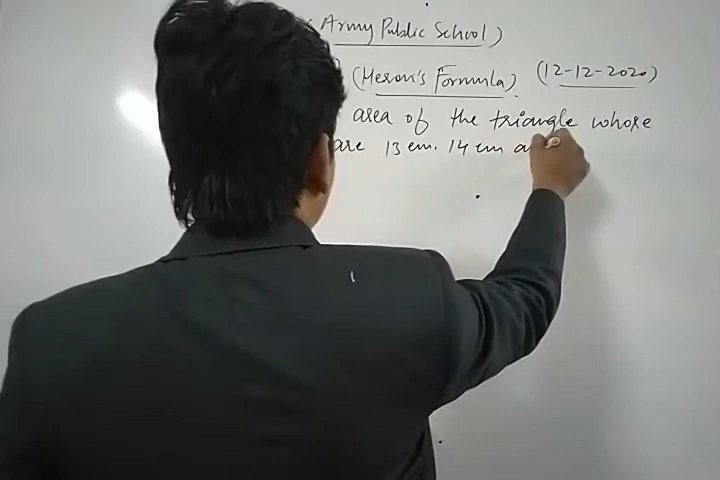 Army Public School)
(Heron's Formula) (12-12-2020)
area of the triangle whose
are 13 cm. 14 cm a